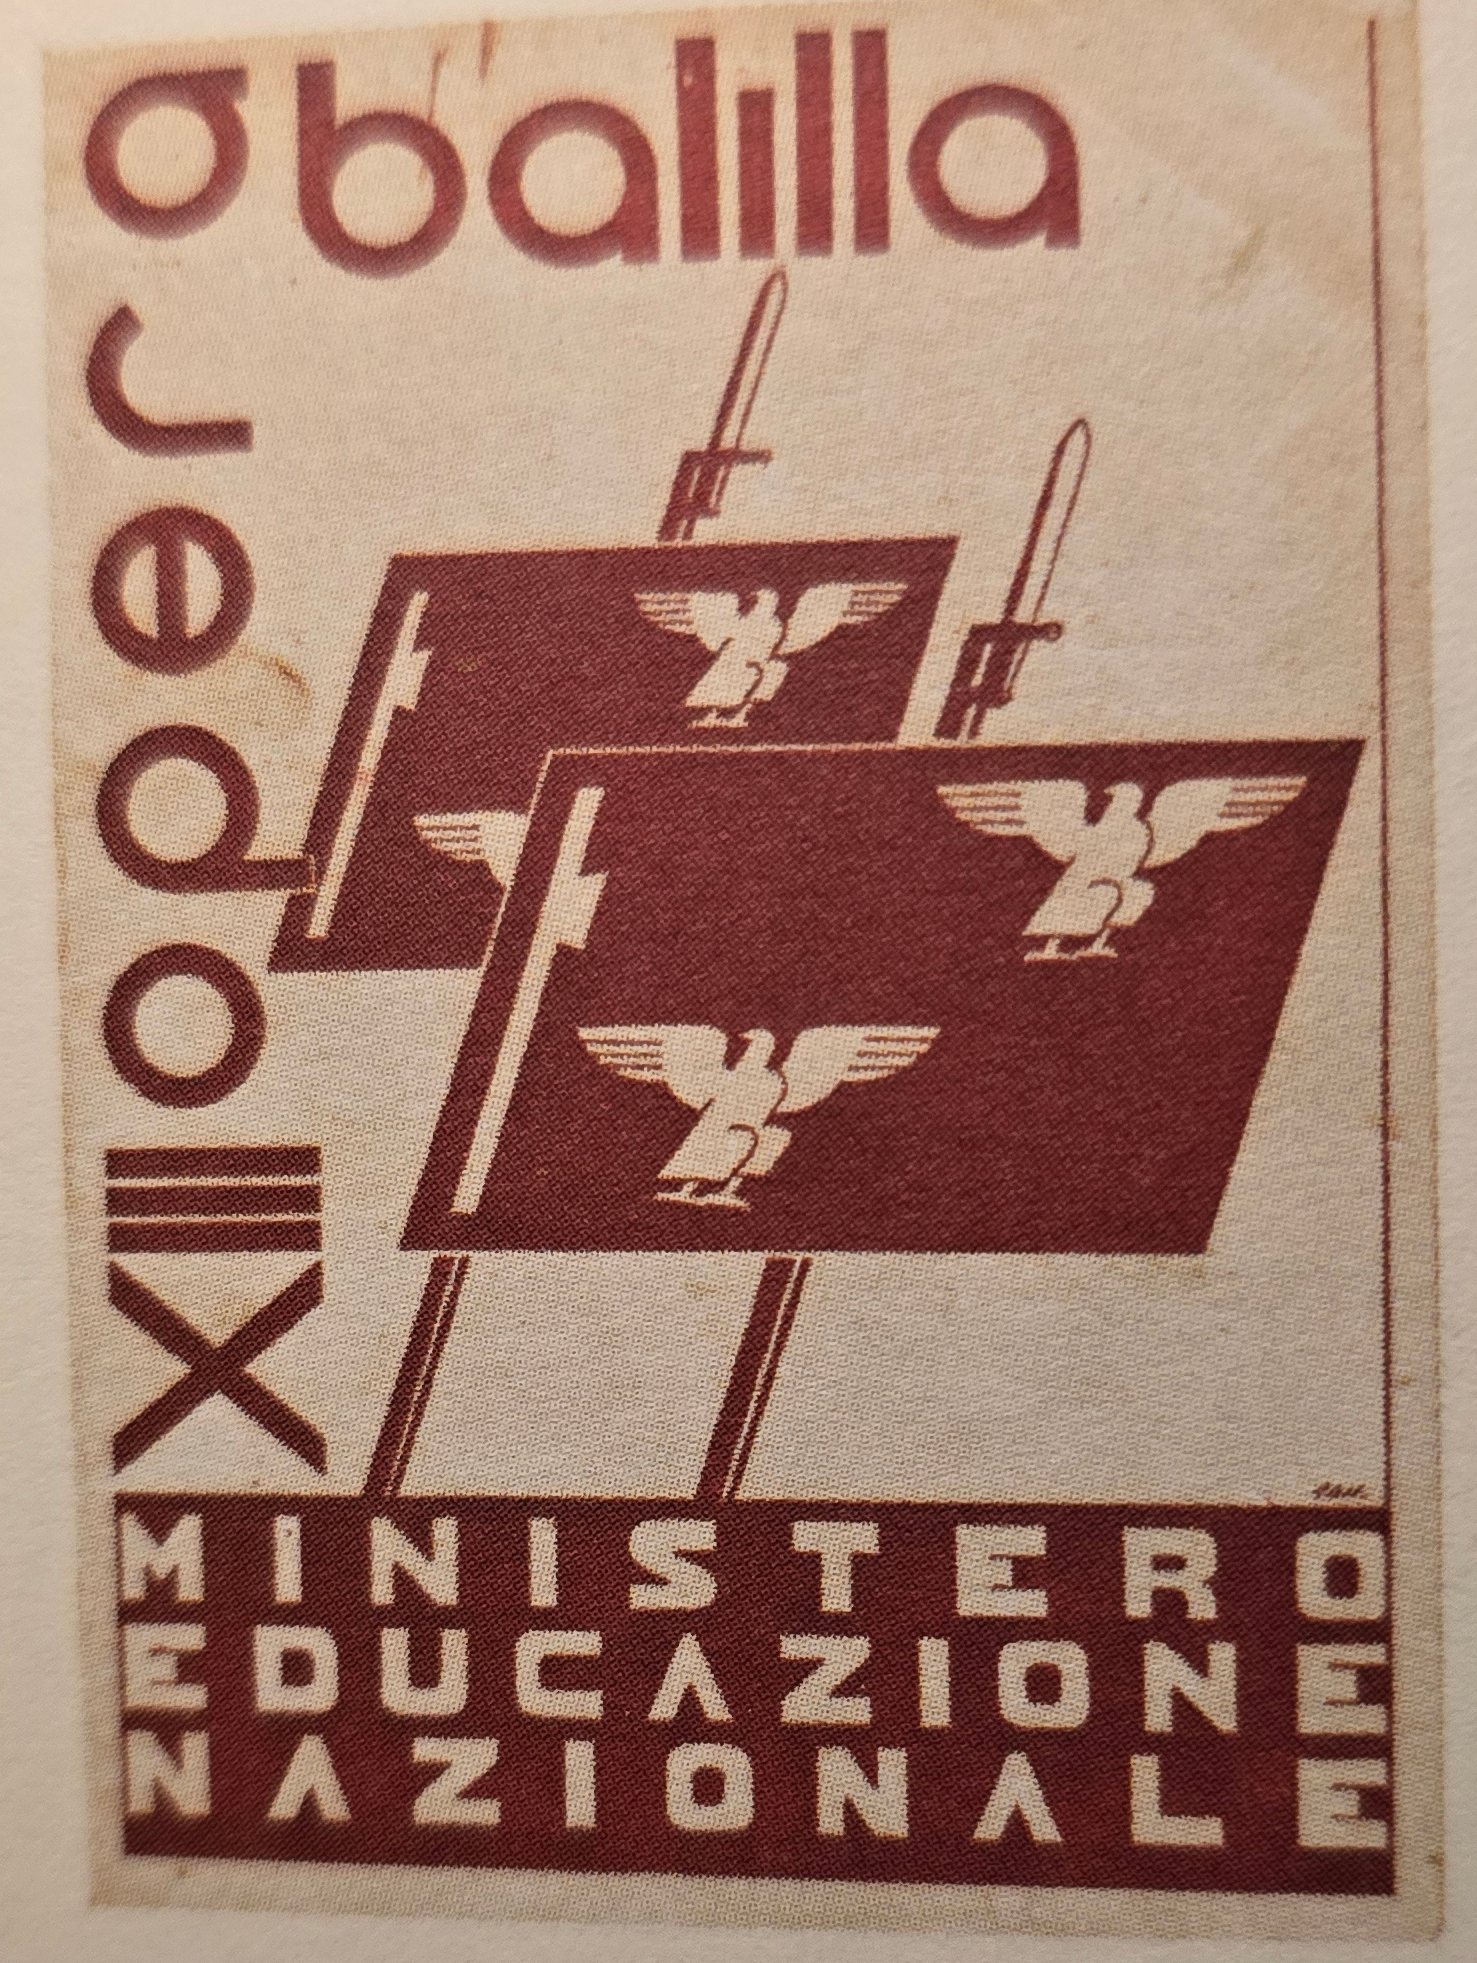 XIII opera
balilla
MINISTERO
EDUCAZIONE
NAZIONALE